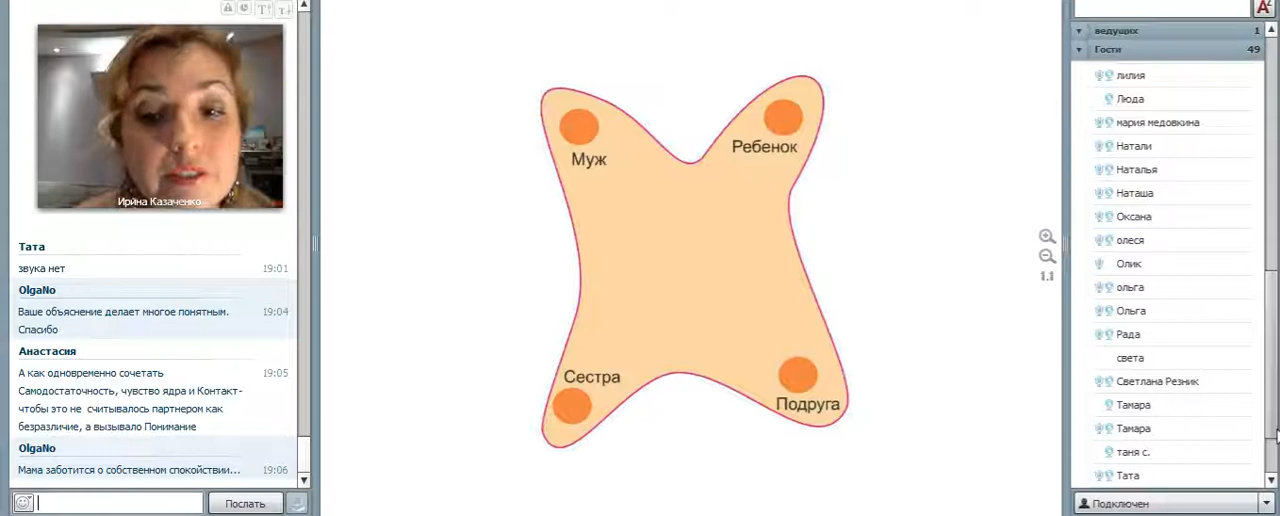 Ирина Казаченко
Тата
звука нет 19:01
OlgaNo
Ваше объяснение делает многое понятным. 19:04
Спасибо
Анастасия
А как одновременно сочетать 19:05
Самодостаточность, чувство ядра и Контакт-
чтобы это не считывалось партнером как
безразличие, а вызывало Понимание
OlgaNo
Мама заботится о собственном спокойствии... 19:06
Послать
Муж
Ребенок
Сестра
Подруга
1.1
ведущих 1
Гости 49
лилия
Люда
мария медовкина
Натали
Наталья
Наташа
Оксана
олеся
Олик
ольга
Ольга
Рада
света
Светлана Резник
Тамара
Тамара
таня с.
Тата
Подключен